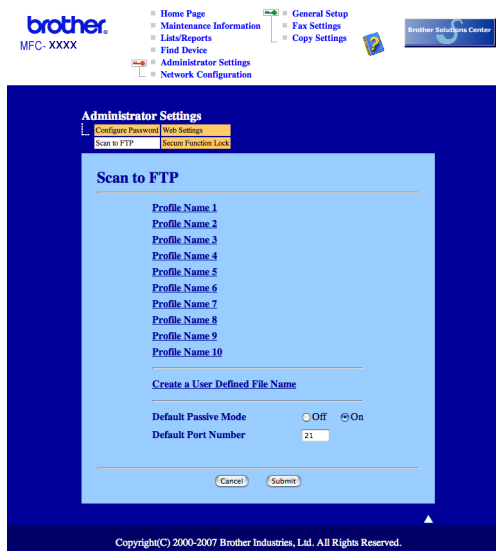 brother®
MFC- XXXX
Home Page
Maintenance Information
Lists/Reports
Find Device
Administrator Settings
Network Configuration
General Setup
Fax Settings
Copy Settings
Brother Solutions Center
Administrator Settings
Configure Password Web Settings
Scan to FTP Secure Function Lock
Scan to FTP
Profile Name 1
Profile Name 2
Profile Name 3
Profile Name 4
Profile Name 5
Profile Name 6
Profile Name 7
Profile Name 8
Profile Name 9
Profile Name 10
Create a User Defined File Name
Default Passive Mode Off On
Default Port Number 21
Cancel Submit
Copyright(C) 2000-2007 Brother Industries, Ltd. All Rights Reserved.